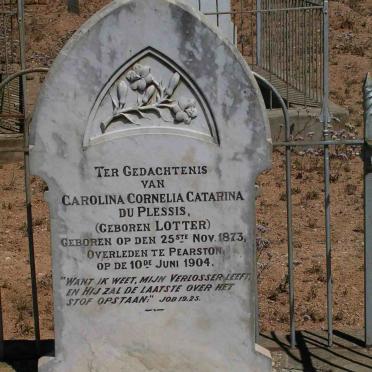 TER GEDACHTENIS
VAN
CAROLINA CORNELIA CATARINA
DU PLESSIS,
(GEBOREN LOTTER)
GEBOREN OP DEN 25STE NOV. 1873,
OVERLEDEN TE PEARSTON,
OP DE 10DE JUNI 1904.
"WANT IK WEET, MIJN VERLOSSER LEEFT,
EN HIJ ZAL DE LAATSTE OVER HET
STOF OPSTAAN." JOB 19.25.